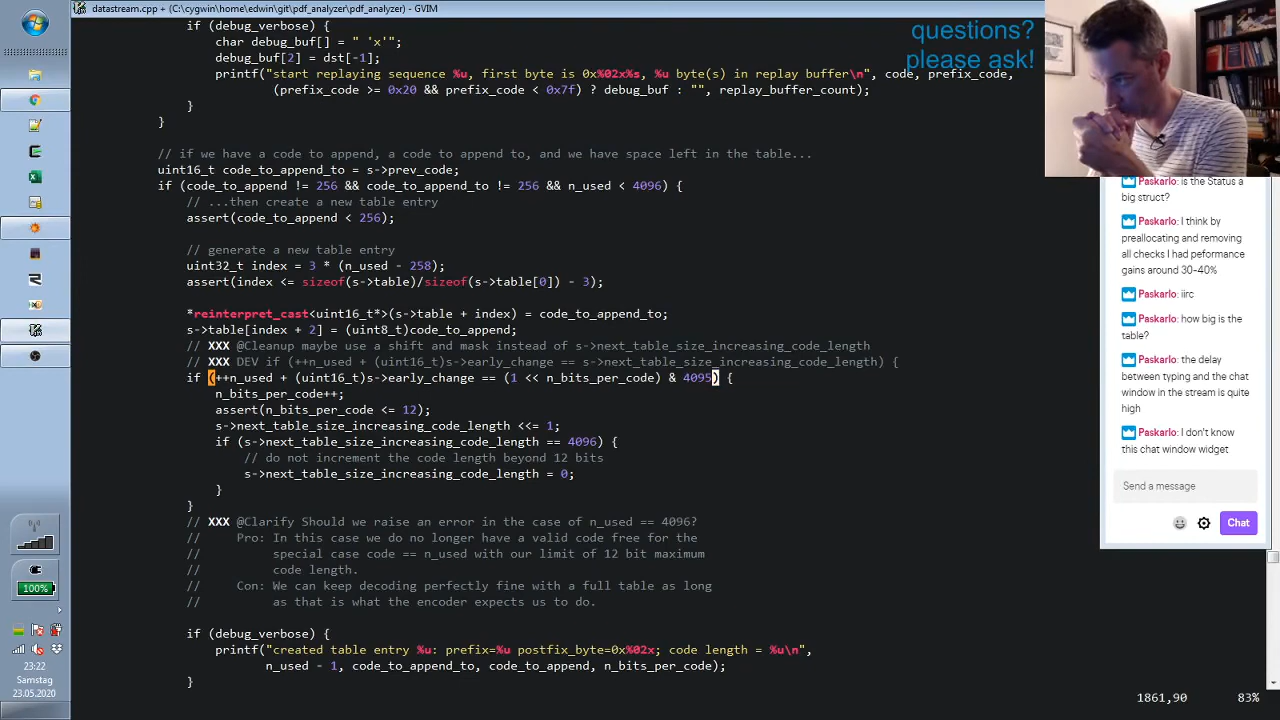 datastream.cpp + (C:\cygwin\home\edwin\git\pdf_analyzer\pdf_analyzer) - GVIM
if (debug_verbose) {
char debug_buf[] = " 'x'";
debug_buf[2] = dst[-1];
printf("start replaying sequence %u, first byte is 0x%02x%s, %u byte(s) in replay buffer\n", code, prefix_code,
(prefix_code >= 0x20 && prefix_code < 0x7f) ? debug_buf : "", replay_buffer_count);
}
}
// if we have a code to append, a code to append to, and we have space left in the table...
uint16_t code_to_append_to = s->prev_code;
if (code_to_append != 256 && code_to_append_to != 256 && n_used < 4096) {
// ...then create a new table entry
assert(code_to_append < 256);
// generate a new table entry
uint32_t index = 3 * (n_used - 258);
assert(index <= sizeof(s->table)/sizeof(s->table[0]) - 3);
*reinterpret_cast<uint16_t*>(s->table + index) = code_to_append_to;
s->table[index + 2] = (uint8_t)code_to_append;
// XXX @Cleanup maybe use a shift and mask instead of s->next_table_size_increasing_code_length
// XXX DEV if (++n_used + (uint16_t)s->early_change == s->next_table_size_increasing_code_length) {
if (++n_used + (uint16_t)s->early_change == (1 << n_bits_per_code) & 4095) {
n_bits_per_code++;
assert(n_bits_per_code <= 12);
s->next_table_size_increasing_code_length <<= 1;
if (s->next_table_size_increasing_code_length == 4096) {
// do not increment the code length beyond 12 bits
s->next_table_size_increasing_code_length = 0;
}
}
// XXX @Clarify Should we raise an error in the case of n_used == 4096?
// Pro: In this case we do no longer have a valid code free for the
// special case code == n_used with our limit of 12 bit maximum
// code length.
// Con: We can keep decoding perfectly fine with a full table as long
// as that is what the encoder expects us to do.
if (debug_verbose) {
printf("created table entry %u: prefix=%u postfix_byte=0x%02x; code length = %u\n",
n_used - 1, code_to_append_to, code_to_append, n_bits_per_code);
}
1861,90 83%
questions?
please ask!
Paskarlo: is the Status a
big struct?
Paskarlo: I think by
preallocating and removing
all checks I had peformance
gains around 30-40%
Paskarlo: iirc
Paskarlo: how big is the
table?
Paskarlo: the delay
between typing and the chat
window in the stream is quite
high
Paskarlo: I don't know
this chat window widget
Send a message
Chat
100%
23:22
Samstag
23.05.2020